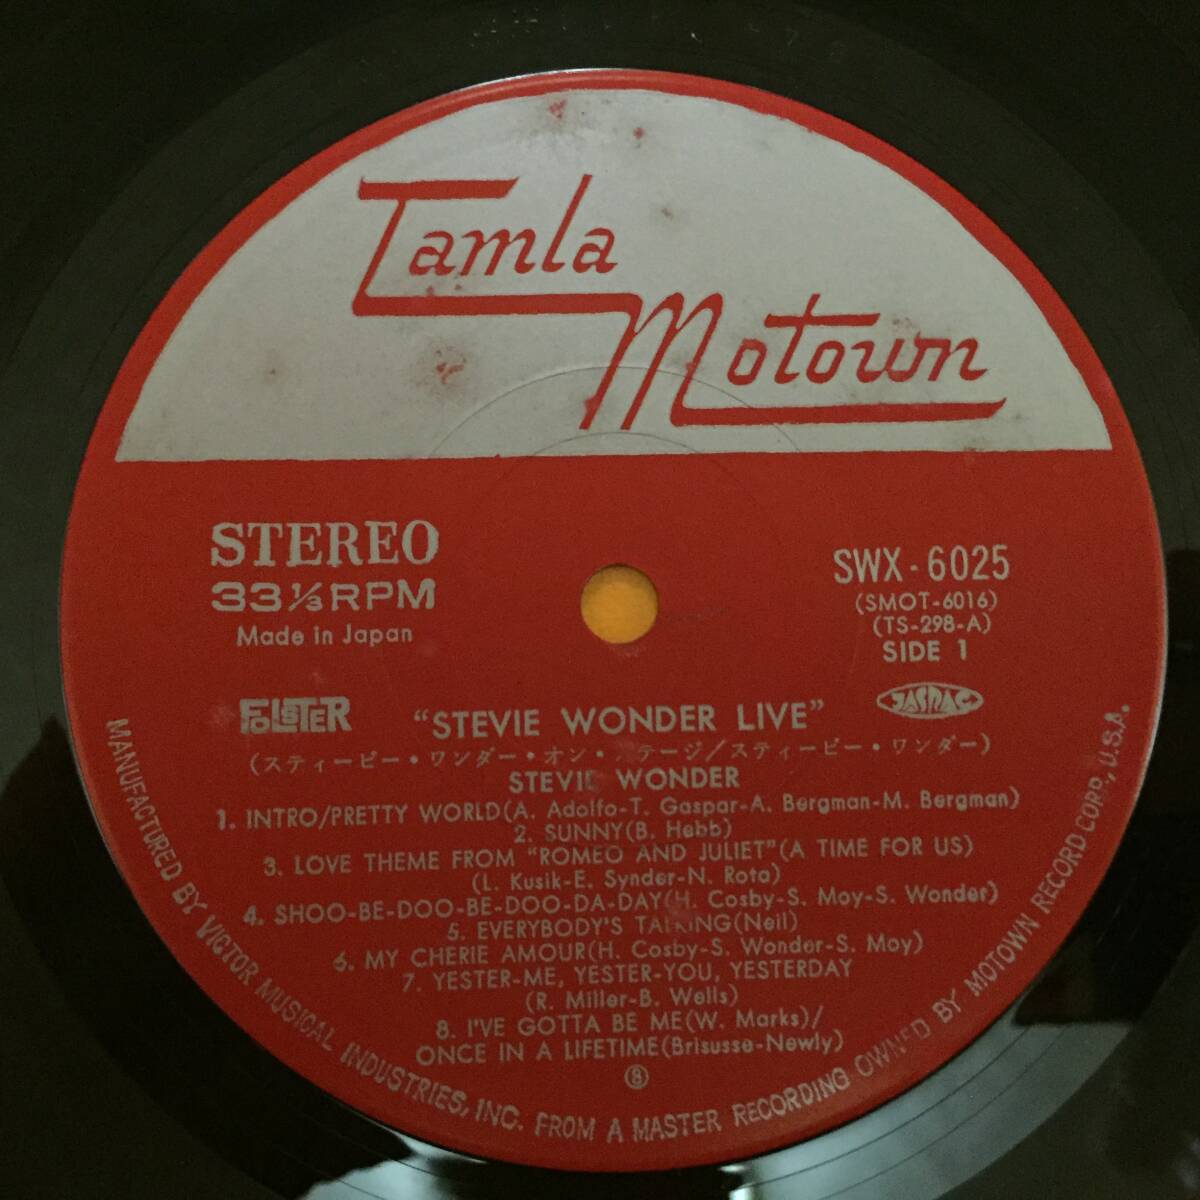 Tamla
Motown
STEREO
33 1/3 RPM
Made in Japan
SWX-6025
(SMOT-6016)
(TS-298-A)
SIDE 1
JASRAC
"STEVIE WONDER LIVE"
(スティービー・ワンダー・オン・ テージ/スティービー・ワンダー)
STEVIE WONDER
1. INTRO/PRETTY WORLD(A. Adolfo-T. Gaspar-A. Bergman-M. Bergman)
2. SUNNY(B. Hebb)
3. LOVE THEME FROM "ROMEO AND JULIET"(A TIME FOR US)
(L. Kusik-E. Synder-N. Rota)
4. SHOO-BE-DOO-BE-DOO-DA-DAY(H. Cosby-S. Moy-S. Wonder)
5. EVERYBODY'S TALKING(Neil)
6. MY CHERIE AMOUR(H. Cosby-S. Wonder-S. Moy)
7. YESTER-ME, YESTER-YOU, YESTERDAY
(R. Miller-B. Wells)
8. I'VE GOTTA BE ME(W. Marks)/
ONCE IN A LIFETIME(Brisusse-Newly)
⑧
MANUFACTURED BY VICTOR MUSICAL INDUSTRIES, INC. FROM A MASTER RECORDING OWNED BY MOTOWN RECORD CORP., U.S.A.